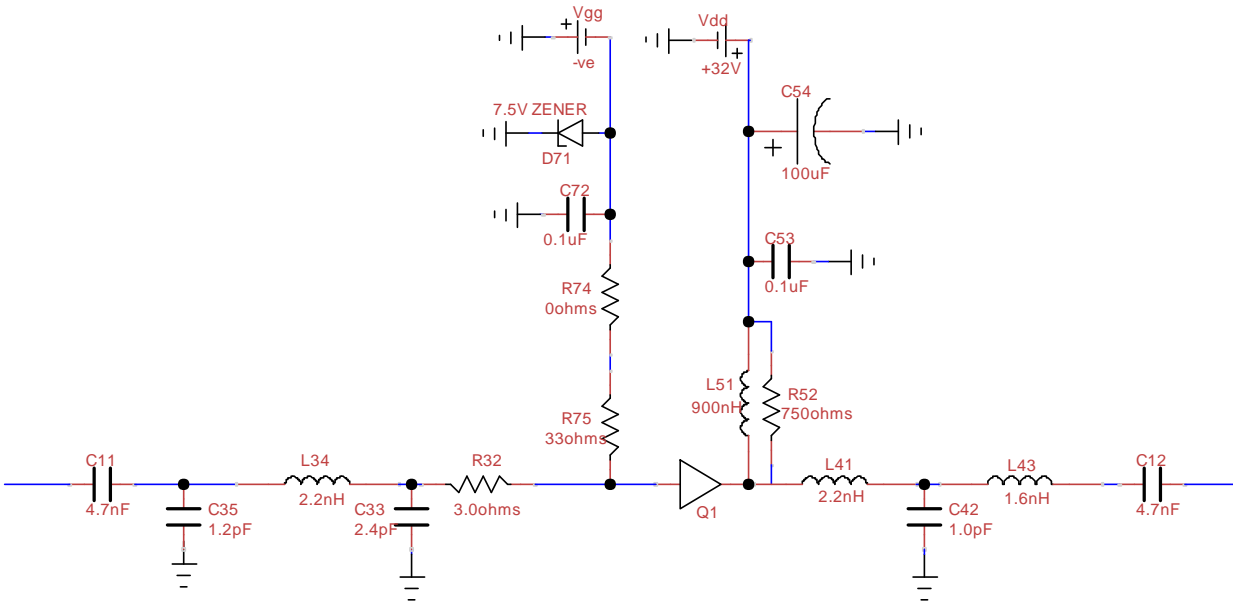 Vgg
+
-ve
Vdd
+
+32V
C54
+
100uF
7.5V ZENER
D71
C72
0.1uF
C53
0.1uF
R74
0ohms
R75
33ohms
L51
900nH
R52
750ohms
C11
4.7nF
C35
1.2pF
L34
2.2nH
C33
2.4pF
R32
3.0ohms
Q1
L41
2.2nH
C42
1.0pF
L43
1.6nH
C12
4.7nF